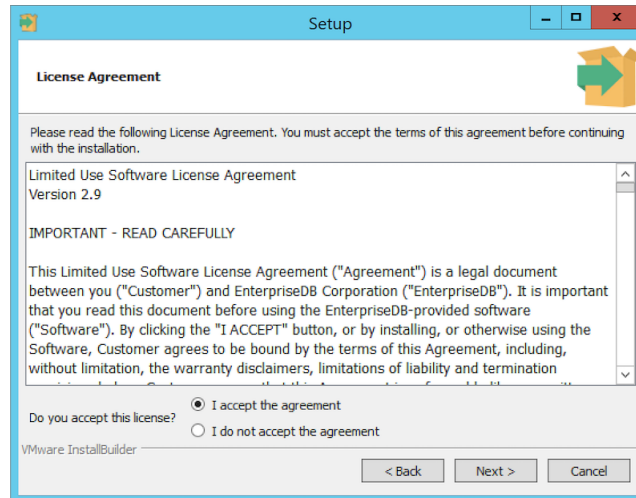 Setup
License Agreement
Please read the following License Agreement. You must accept the terms of this agreement before continuing
with the installation.
Limited Use Software License Agreement
Version 2.9
IMPORTANT - READ CAREFULLY
This Limited Use Software License Agreement ("Agreement") is a legal document
between you ("Customer") and EnterpriseDB Corporation ("EnterpriseDB"). It is important
that you read this document before using the EnterpriseDB-provided software
("Software"). By clicking the "I ACCEPT" button, or by installing, or otherwise using the
Software, Customer agrees to be bound by the terms of this Agreement, including,
without limitation, the warranty disclaimers, limitations of liability and termination
Do you accept this license?
I accept the agreement
I do not accept the agreement
VMware InstallBuilder
< Back
Next >
Cancel